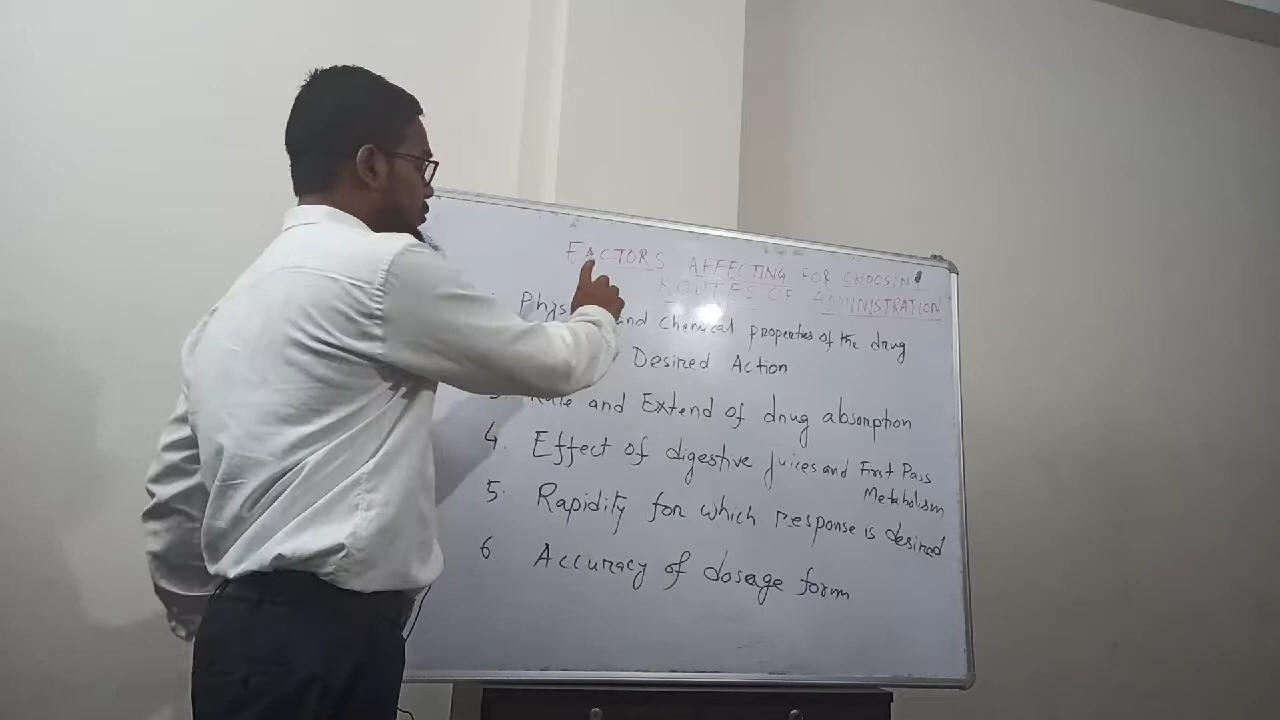 FACTORS AFFECTING FOR CHOOSIN
ROUTES OF ADMINISTRATION
and Chemical properties of the drug
Desired Action
3. and Extend of drug absorption
4. Effect of digestive juices and First Pass
Metabolism
5. Rapidity for which response is desired
6 Accuracy of dosage form